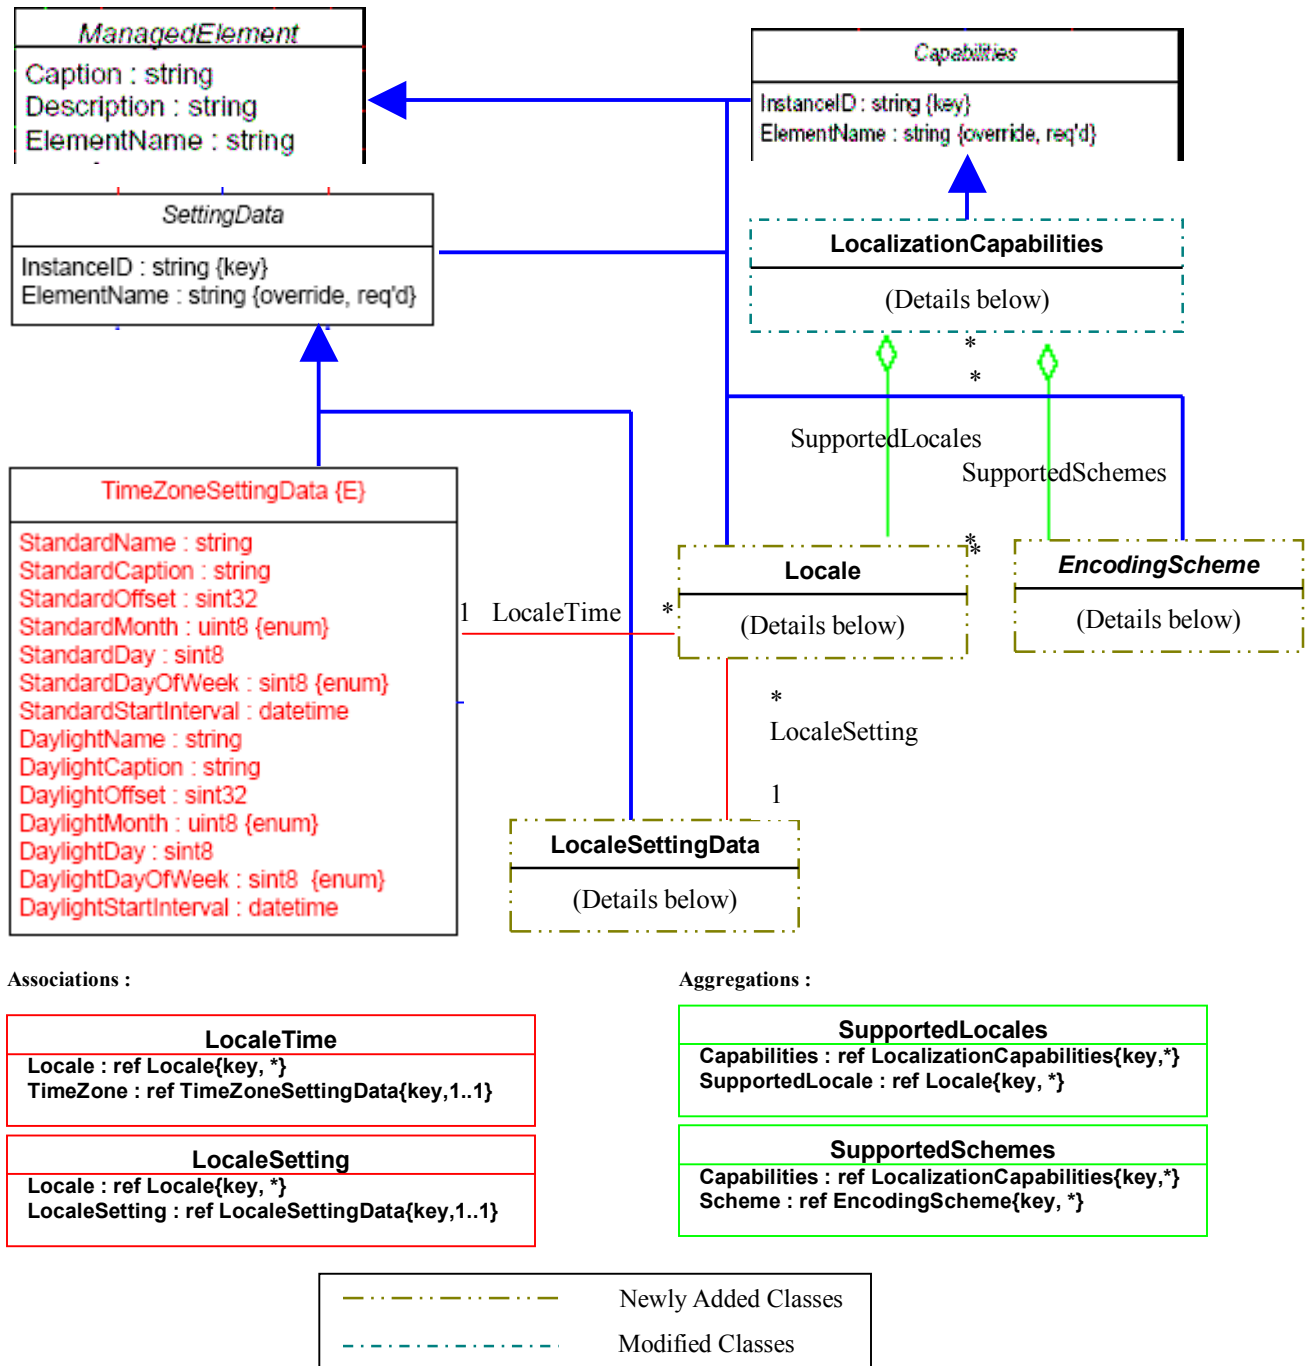 ManagedElement
Caption : string
Description : string
ElementName : string
Capabilities
InstanceID : string {key}
ElementName : string {override, req'd}
SettingData
InstanceID : string {key}
ElementName : string {override, req'd}
LocalizationCapabilities
(Details below)
*
*
SupportedLocales
SupportedSchemes
TimeZoneSettingData {E}
StandardName : string
StandardCaption : string
StandardOffset : sint32
StandardMonth : uint8 {enum}
StandardDay : sint8
StandardDayOfWeek : sint8 {enum}
StandardStartInterval : datetime
DaylightName : string
DaylightCaption : string
DaylightOffset : sint32
DaylightMonth : uint8 {enum}
DaylightDay : sint8
DaylightDayOfWeek : sint8 {enum}
DaylightStartInterval : datetime
*
*
Locale
(Details below)
EncodingScheme
(Details below)
1 LocaleTime *
*
LocaleSetting
1
LocaleSettingData
(Details below)
Associations :
Aggregations :
LocaleTime
Locale : ref Locale{key, *}
TimeZone : ref TimeZoneSettingData{key,1..1}
LocaleSetting
Locale : ref Locale{key, *}
LocaleSetting : ref LocaleSettingData{key,1..1}
SupportedLocales
Capabilities : ref LocalizationCapabilities{key,*}
SupportedLocale : ref Locale{key, *}
SupportedSchemes
Capabilities : ref LocalizationCapabilities{key,*}
Scheme : ref EncodingScheme{key, *}
Newly Added Classes
Modified Classes